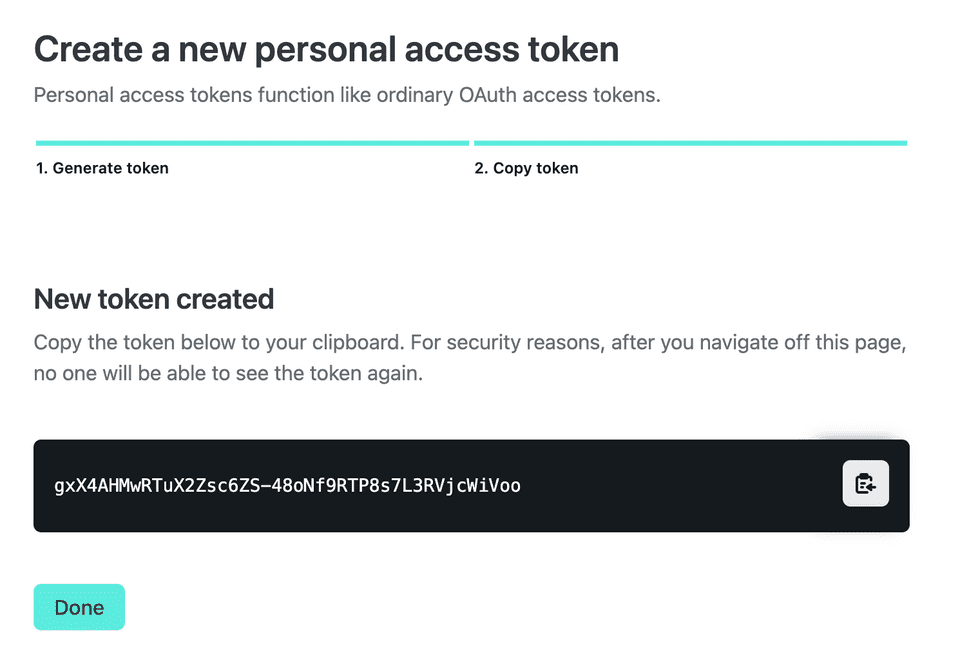 Create a new personal access token
Personal access tokens function like ordinary OAuth access tokens.
1. Generate token
2. Copy token
New token created
Copy the token below to your clipboard. For security reasons, after you navigate off this page,
no one will be able to see the token again.
gxX4AHMwRTuX2Zsc6ZS-48oNf9RTP8s7L3RVjcWiVoo
Done